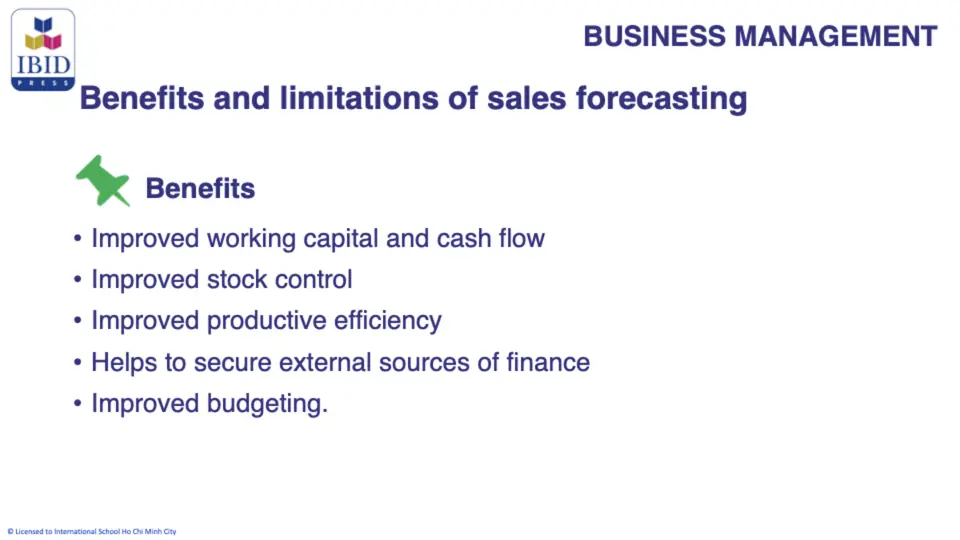 IBID
PRESS
BUSINESS MANAGEMENT
Benefits and limitations of sales forecasting
Benefits
• Improved working capital and cash flow
• Improved stock control
• Improved productive efficiency
• Helps to secure external sources of finance
• Improved budgeting.
© Licensed to International School Ho Chi Minh City